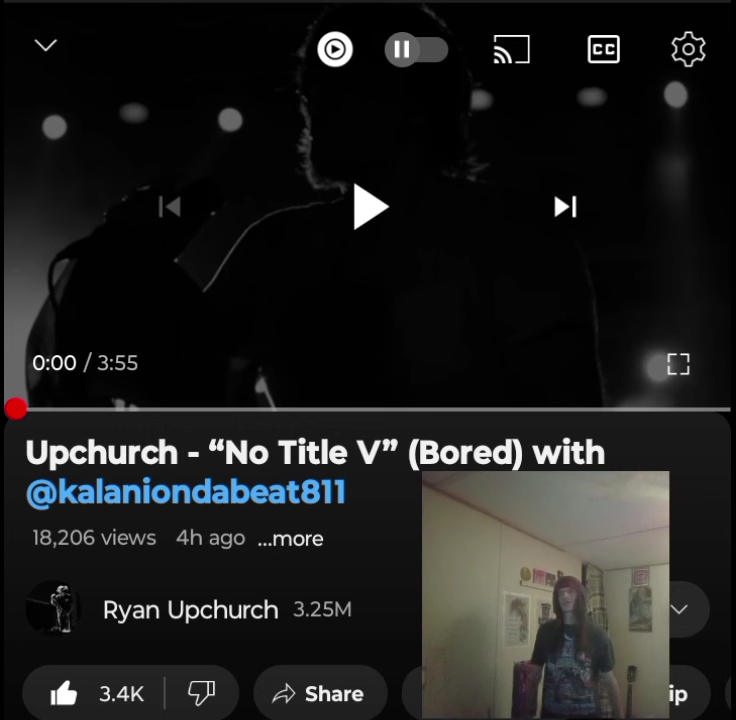 CC
0:00 / 3:55
Upchurch - “No Title V” (Bored) with
@kalaniondabeat811
18,206 views 4h ago ...more
Ryan Upchurch 3.25M
3.4K Share ip